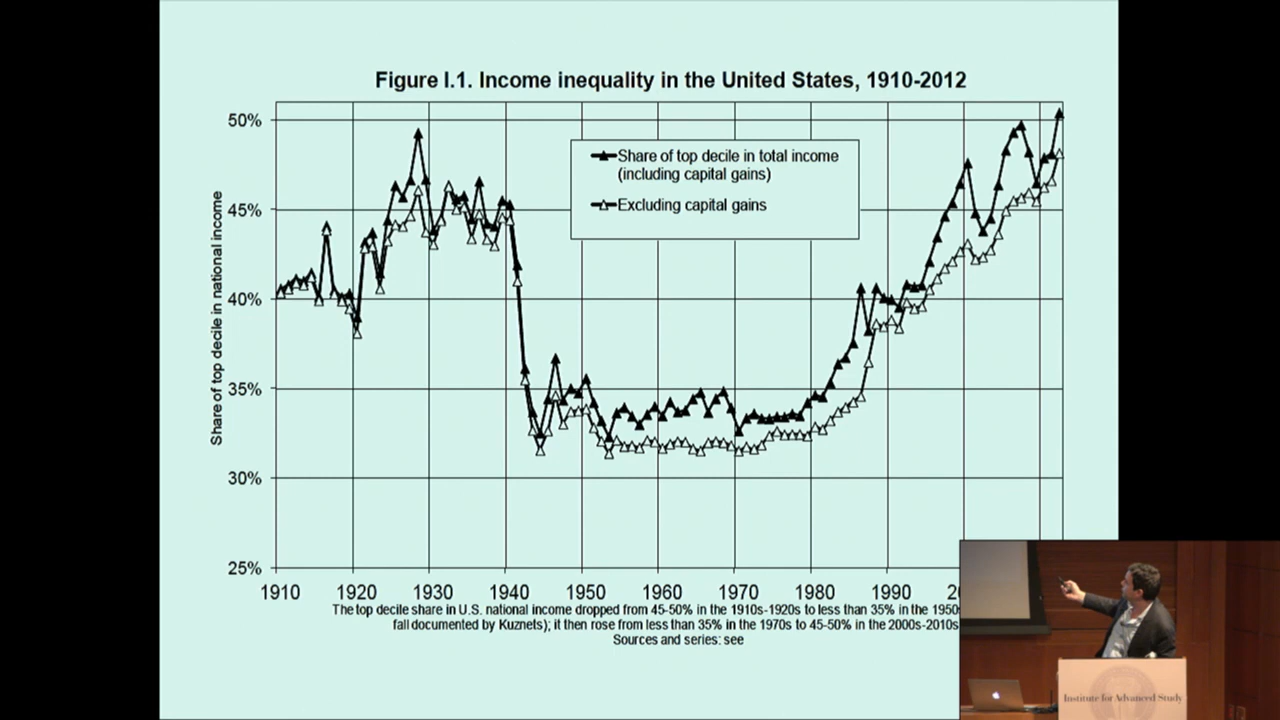 Figure I.1. Income inequality in the United States, 1910-2012
50%
45%
40%
35%
30%
25%
Share of top decile in national income
Share of top decile in total income
(including capital gains)
Excluding capital gains
1910 1920 1930 1940 1950 1960 1970 1980 1990
The top decile share in U.S. national income dropped from 45-50% in the 1910s-1920s to less than 35% in the 1950
fall documented by Kuznets); it then rose from less than 35% in the 1970s to 45-50% in the 2000s-2010s
Sources and series: see
Institute for Advanced Study